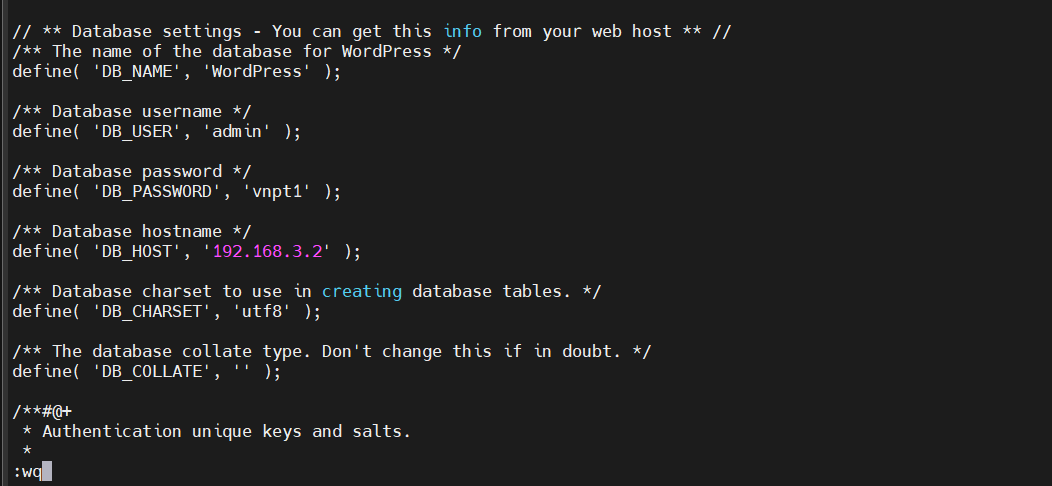 // ** Database settings - You can get this info from your web host ** //
/** The name of the database for WordPress */
define( 'DB_NAME', 'WordPress' );
/** Database username */
define( 'DB_USER', 'admin' );
/** Database password */
define( 'DB_PASSWORD', 'vnpt1' );
/** Database hostname */
define( 'DB_HOST', '192.168.3.2' );
/** Database charset to use in creating database tables. */
define( 'DB_CHARSET', 'utf8' );
/** The database collate type. Don't change this if in doubt. */
define( 'DB_COLLATE', '' );
/**#@+
 * Authentication unique keys and salts.
 *
:wq